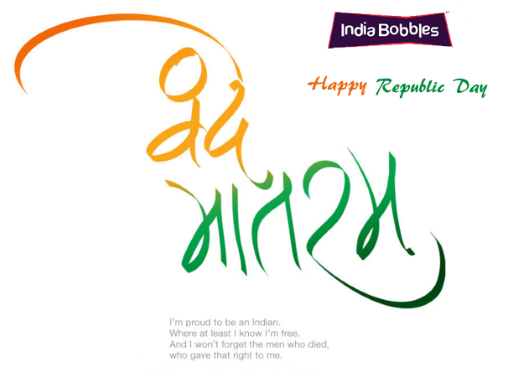 India Bobbles
Happy Republic Day
વંદે
માતરમ્
I'm proud to be an Indian.
Where at least I know I'm free.
And I won't forget the men who died,
who gave that right to me.